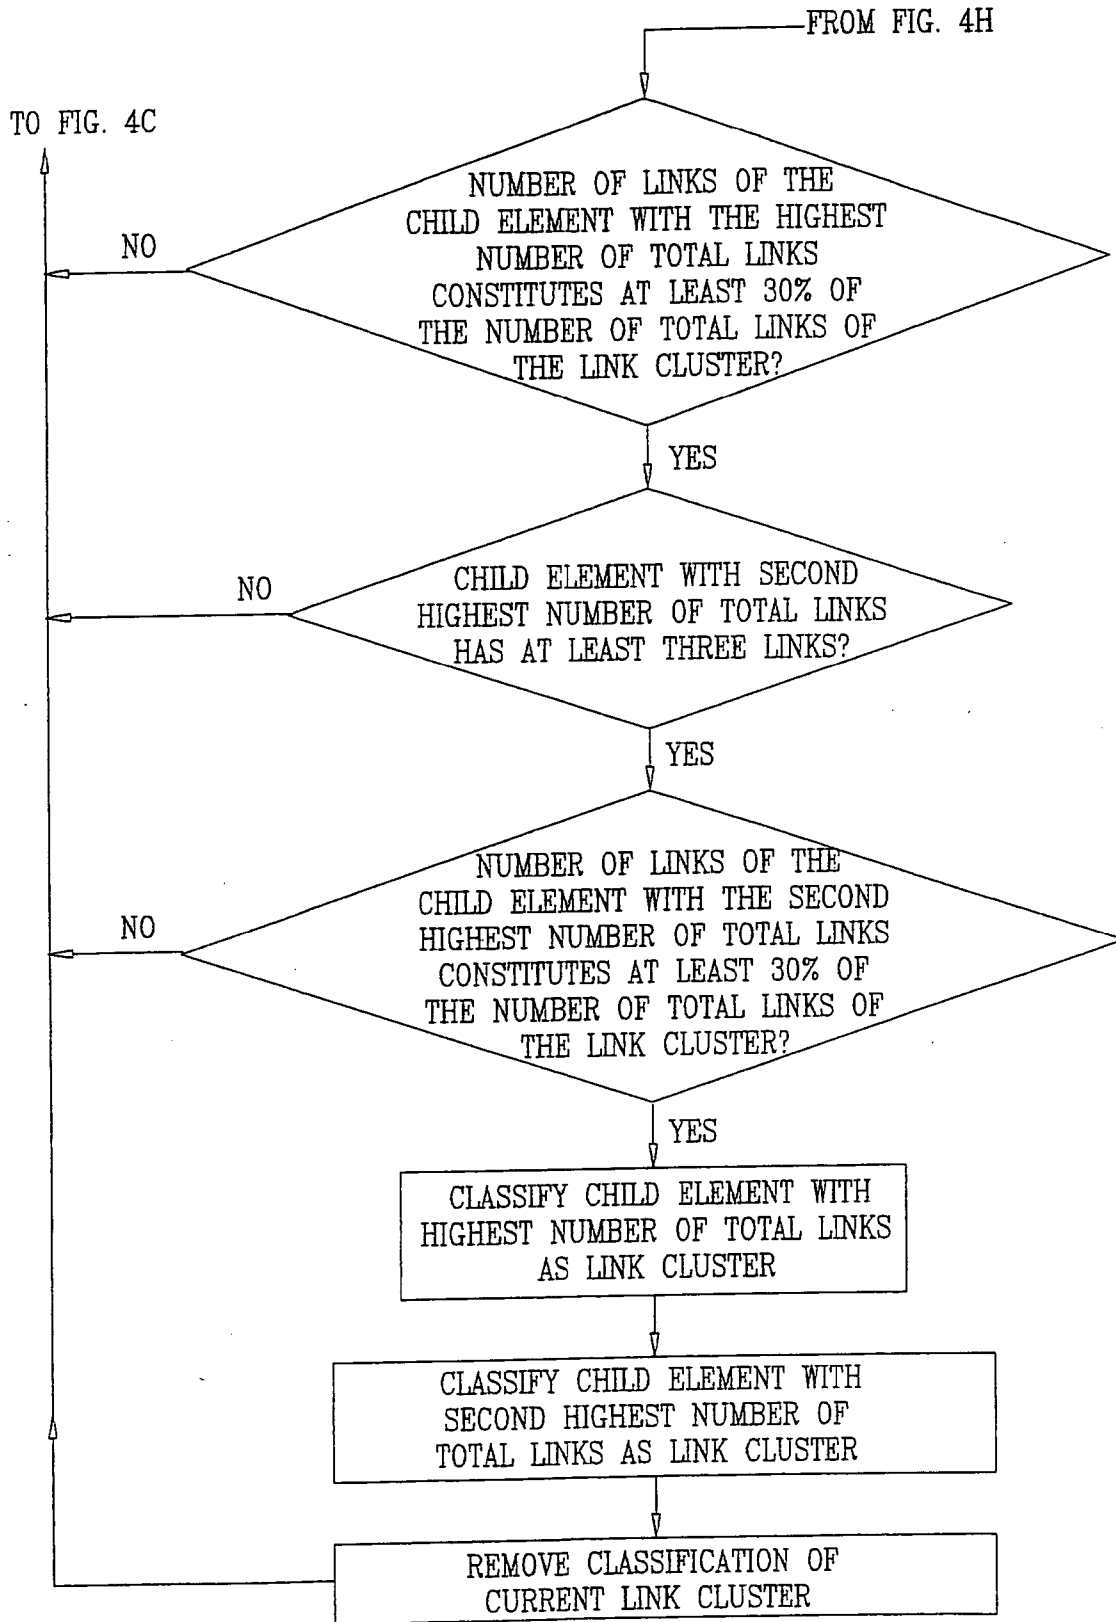 FROM FIG. 4H
TO FIG. 4C
NUMBER OF LINKS OF THE
CHILD ELEMENT WITH THE HIGHEST
NUMBER OF TOTAL LINKS
CONSTITUTES AT LEAST 30% OF
THE NUMBER OF TOTAL LINKS OF
THE LINK CLUSTER?
NO
YES
CHILD ELEMENT WITH SECOND
HIGHEST NUMBER OF TOTAL LINKS
HAS AT LEAST THREE LINKS?
NO
YES
NUMBER OF LINKS OF THE
CHILD ELEMENT WITH THE SECOND
HIGHEST NUMBER OF TOTAL LINKS
CONSTITUTES AT LEAST 30% OF
THE NUMBER OF TOTAL LINKS OF
THE LINK CLUSTER?
NO
YES
CLASSIFY CHILD ELEMENT WITH
HIGHEST NUMBER OF TOTAL LINKS
AS LINK CLUSTER
CLASSIFY CHILD ELEMENT WITH
SECOND HIGHEST NUMBER OF
TOTAL LINKS AS LINK CLUSTER
REMOVE CLASSIFICATION OF
CURRENT LINK CLUSTER